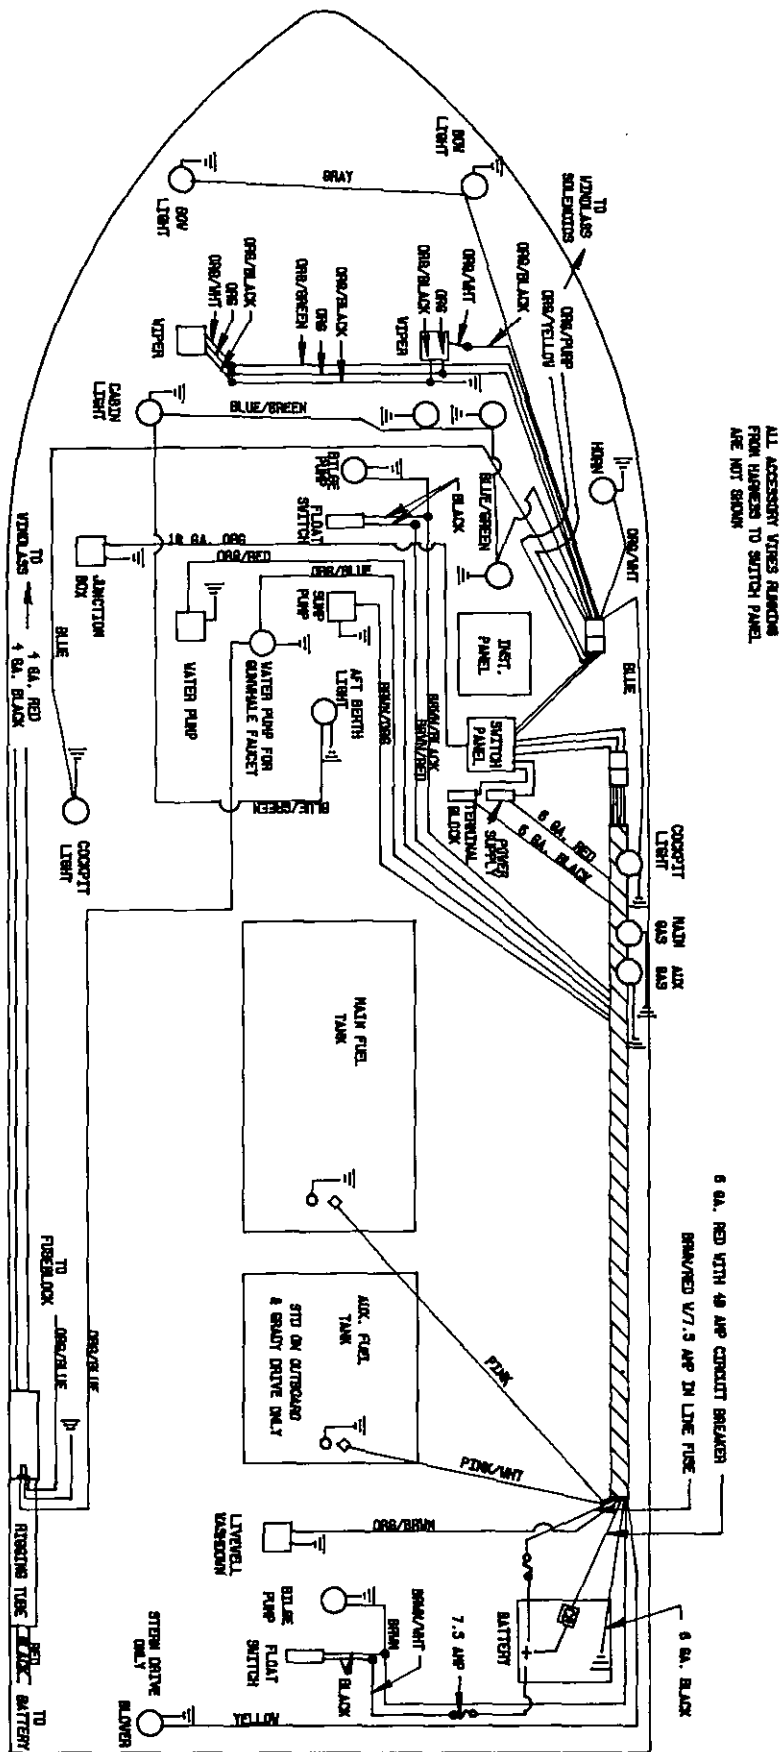 ALL ACCESSORY WIRES RUNNING
FROM HARNESS TO SWITCH PANEL
ARE NOT SHOWN
BOW
LIGHT
BOW
LIGHT
GRAY
TO
WINDLASS
SOLENOIDS
ORG/PURP
ORG/YELLOW
ORG/BLACK
ORG/WHT
ORG
ORG/BLACK
WIPER
ORG/BLACK
ORG
ORG/GREEN
ORG/BLACK
ORG
ORG/WHT
WIPER
HORN
ORG/WHT
CABIN
LIGHT
BLUE/GREEN
BLUE/GREEN
BILGE
PUMP
FLOAT
SWITCH
BLACK
10 GA. ORG
ORG/RED
ORG/BLUE
JUNCTION
BOX
WATER PUMP
SUMP
PUMP
WATER PUMP FOR
GUNWHALE FAUCET
AFT BERTH
LIGHT
BRWN/ORG
BRWN/BLACK
BRWN/RED
INST.
PANEL
SWITCH
PANEL
BLUE
BLUE
TERMINAL
BLOCK
POWER
SUPPLY
6 GA. RED
6 GA. BLACK
COCKPIT
LIGHT
MAIN
GAS
AUX
GAS
BLUE/GREEN
COCKPIT
LIGHT
TO
WINDLASS
4 GA. RED
4 GA. BLACK
MAIN FUEL
TANK
AUX. FUEL
TANK
STD ON OUTBOARD
& GRADY DRIVE ONLY
PINK
PINK/WHT
6 GA. RED WITH 40 AMP CIRCUIT BREAKER
BRWN/RED W/7.5 AMP IN LINE FUSE
TO
FUSEBLOCK
ORG/BLUE
ORG/BLUE
ORG/BRWN
LIVEWELL
WASHDOWN
BILGE
PUMP
BRWN
BRWN/WHT
FLOAT
SWITCH
BLACK
7.5 AMP
BATTERY
+
6 GA. BLACK
RIGGING TUBE
RED
BLACK
TO
BATTERY
STERN DRIVE
ONLY
BLOWER
YELLOW